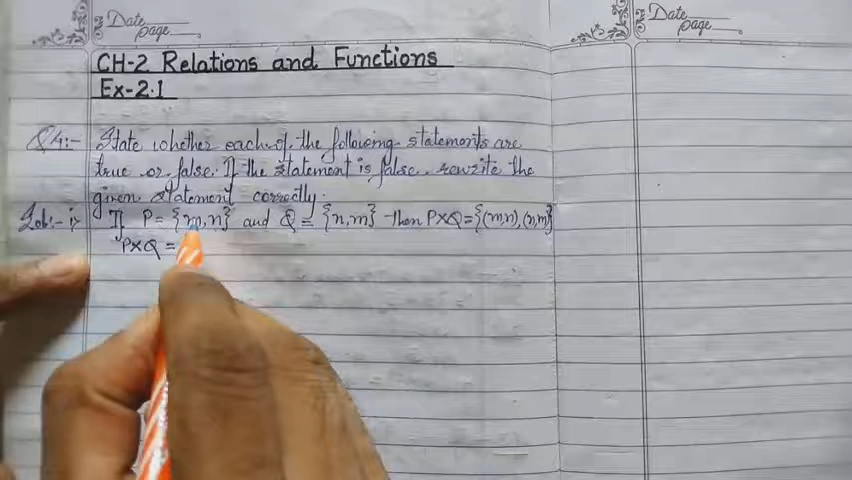 Date
Page
Date
Page
CH-2 Relations and Functions
Ex-2.1
Q4:- State whether each of the following statements are
true or false. If the statement is false, rewrite the
given statement correctly.
Sol:- i) If P = {m,n} and Q = {n,m} then P×Q={(m,n),(n,m)}
P×Q =